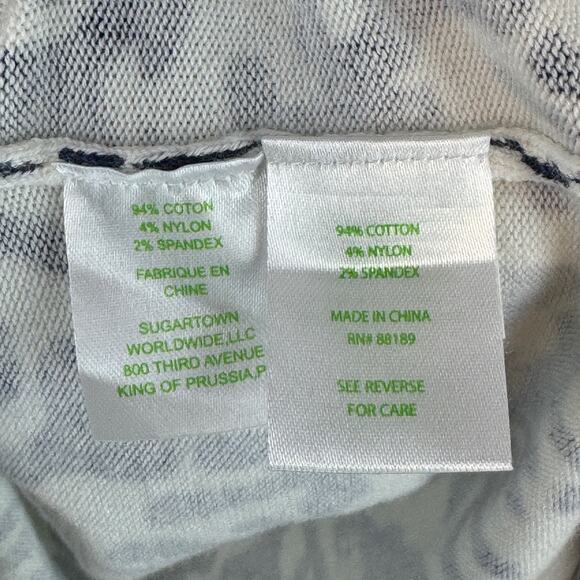 94% COTON
4% NYLON
2% SPANDEX
FABRIQUE EN
CHINE
SUGARTOWN
WORLDWIDE,LLC
800 THIRD AVENUE
KING OF PRUSSIA,P
94% COTTON
4% NYLON
2% SPANDEX
MADE IN CHINA
RN# 88189
SEE REVERSE
FOR CARE